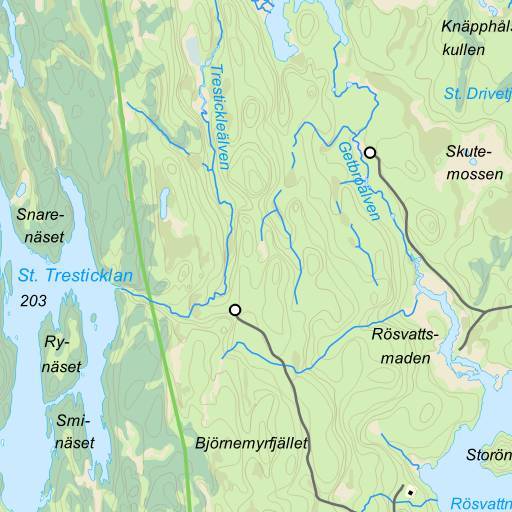 Knäpphåls-
kullen
St. Drivetj
Trestickleälven
Getbroälven
Skute-
mossen
Snare-
näset
St. Tresticklan
203
Ry-
näset
Rösvatts-
maden
Smi-
näset
Björnemyrfjället
Storön
Rösvattn